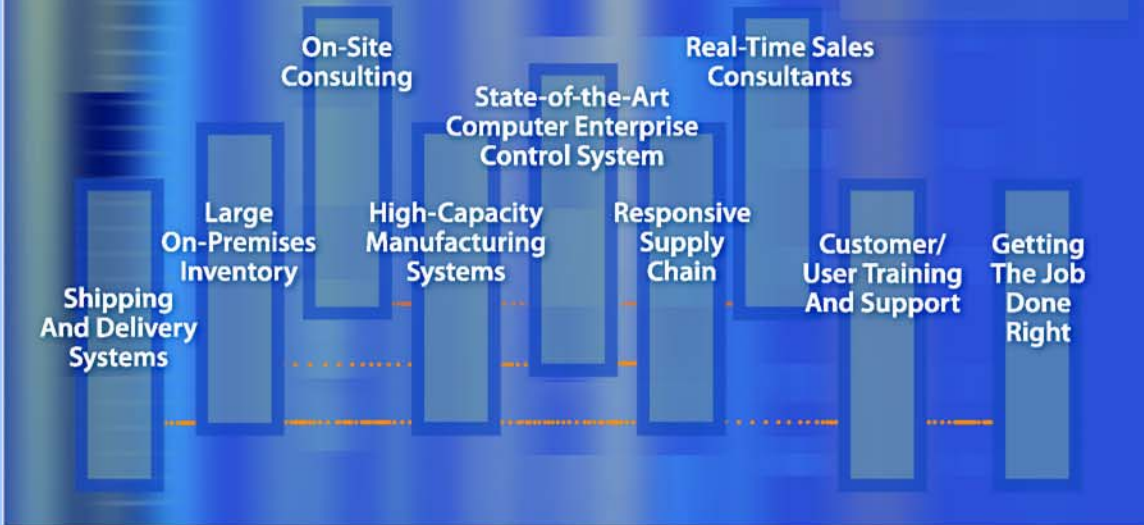 On-Site
Consulting
Real-Time Sales
Consultants
State-of-the-Art
Computer Enterprise
Control System
Large
On-Premises
Inventory
High-Capacity
Manufacturing
Systems
Responsive
Supply
Chain
Customer/
User Training
And Support
Getting
The Job
Done
Right
Shipping
And Delivery
Systems